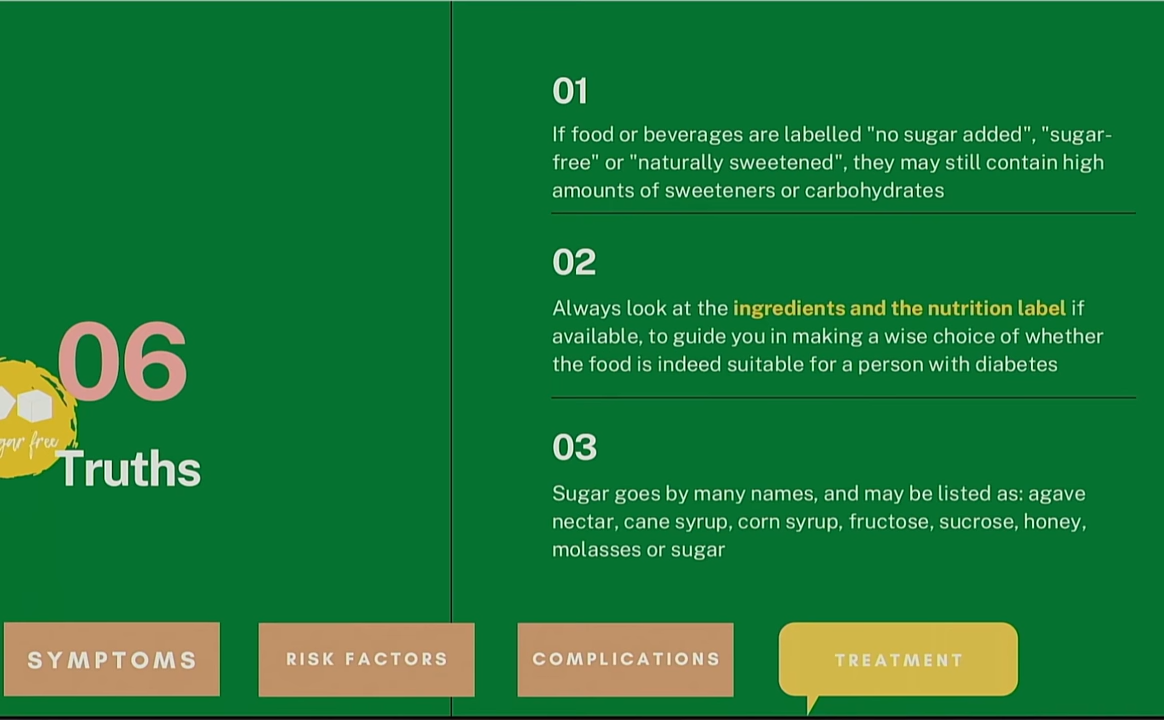 01
If food or beverages are labelled "no sugar added", "sugar-
free" or "naturally sweetened", they may still contain high
amounts of sweeteners or carbohydrates
02
Always look at the ingredients and the nutrition label if
available, to guide you in making a wise choice of whether
the food is indeed suitable for a person with diabetes
03
Sugar goes by many names, and may be listed as: agave
nectar, cane syrup, corn syrup, fructose, sucrose, honey,
molasses or sugar
06
gar free
Truths
SYMPTOMS
RISK FACTORS
COMPLICATIONS
TREATMENT